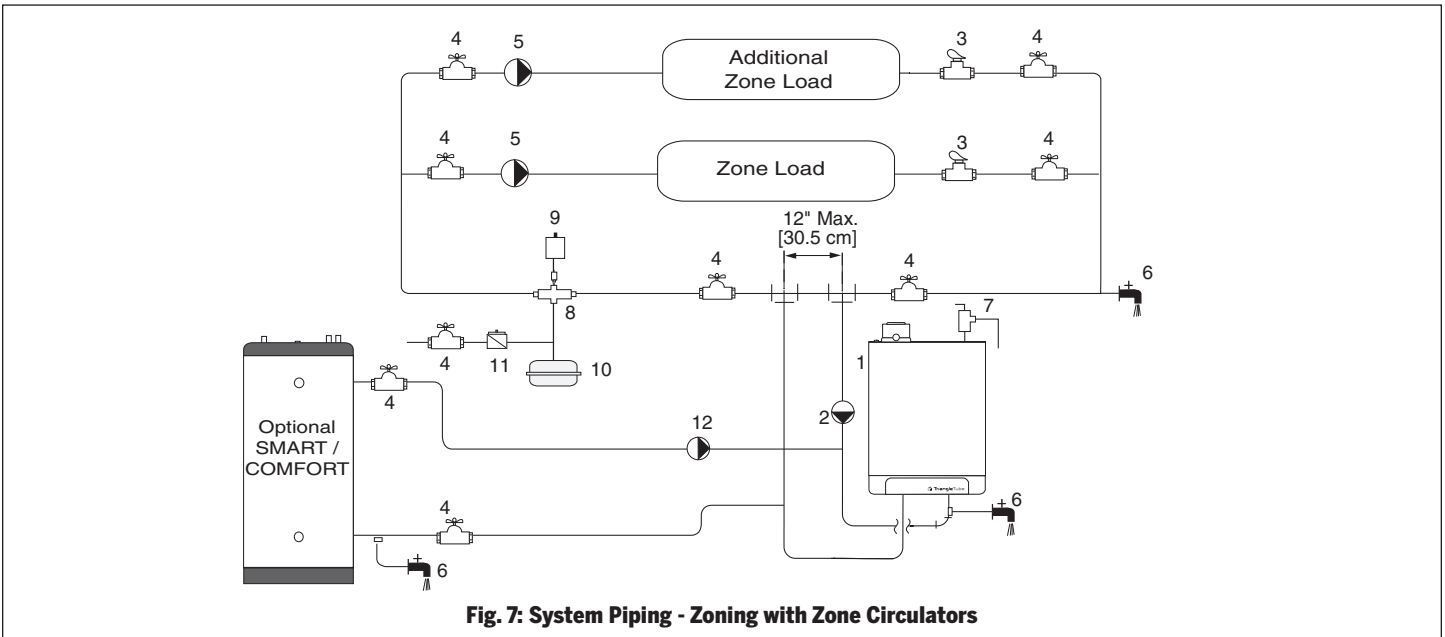 4
5
Additional
Zone Load
3
4
4
5
Zone Load
3
4
12" Max.
[30.5 cm]
9
4
4
6
8
7
4
11
10
1
4
2
12
Optional
SMART /
COMFORT
4
6
6
TriangleTube
Fig. 7: System Piping - Zoning with Zone Circulators